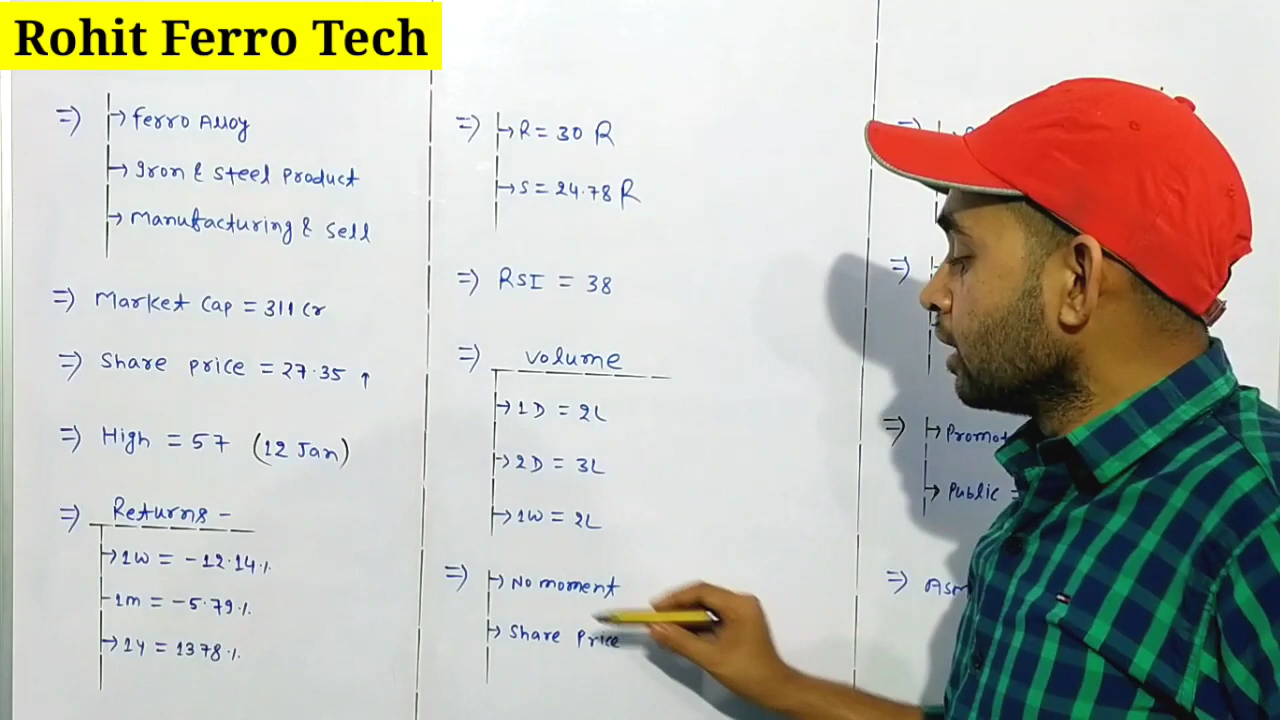 Rohit Ferro Tech
=> → Ferro Alloy
→ Iron & Steel Product
→ Manufacturing & Sell
=> Market Cap = 311 Cr
=> Share price = 27.35 ↑
=> High = 57 (12 Jan)
=> Returns -
→ 1W = -12.14%
- 1m = -5.79%
→ 1Y = 1378%
=> → R = 30 R
→ S = 24.78 R
=> RSI = 38
=> Volume
→ 1D = 2L
→ 2D = 3L
→ 1W = 2L
=> → No moment
→ Share Price
=>
=>
=> → Promot
→ Public =
=> ASM